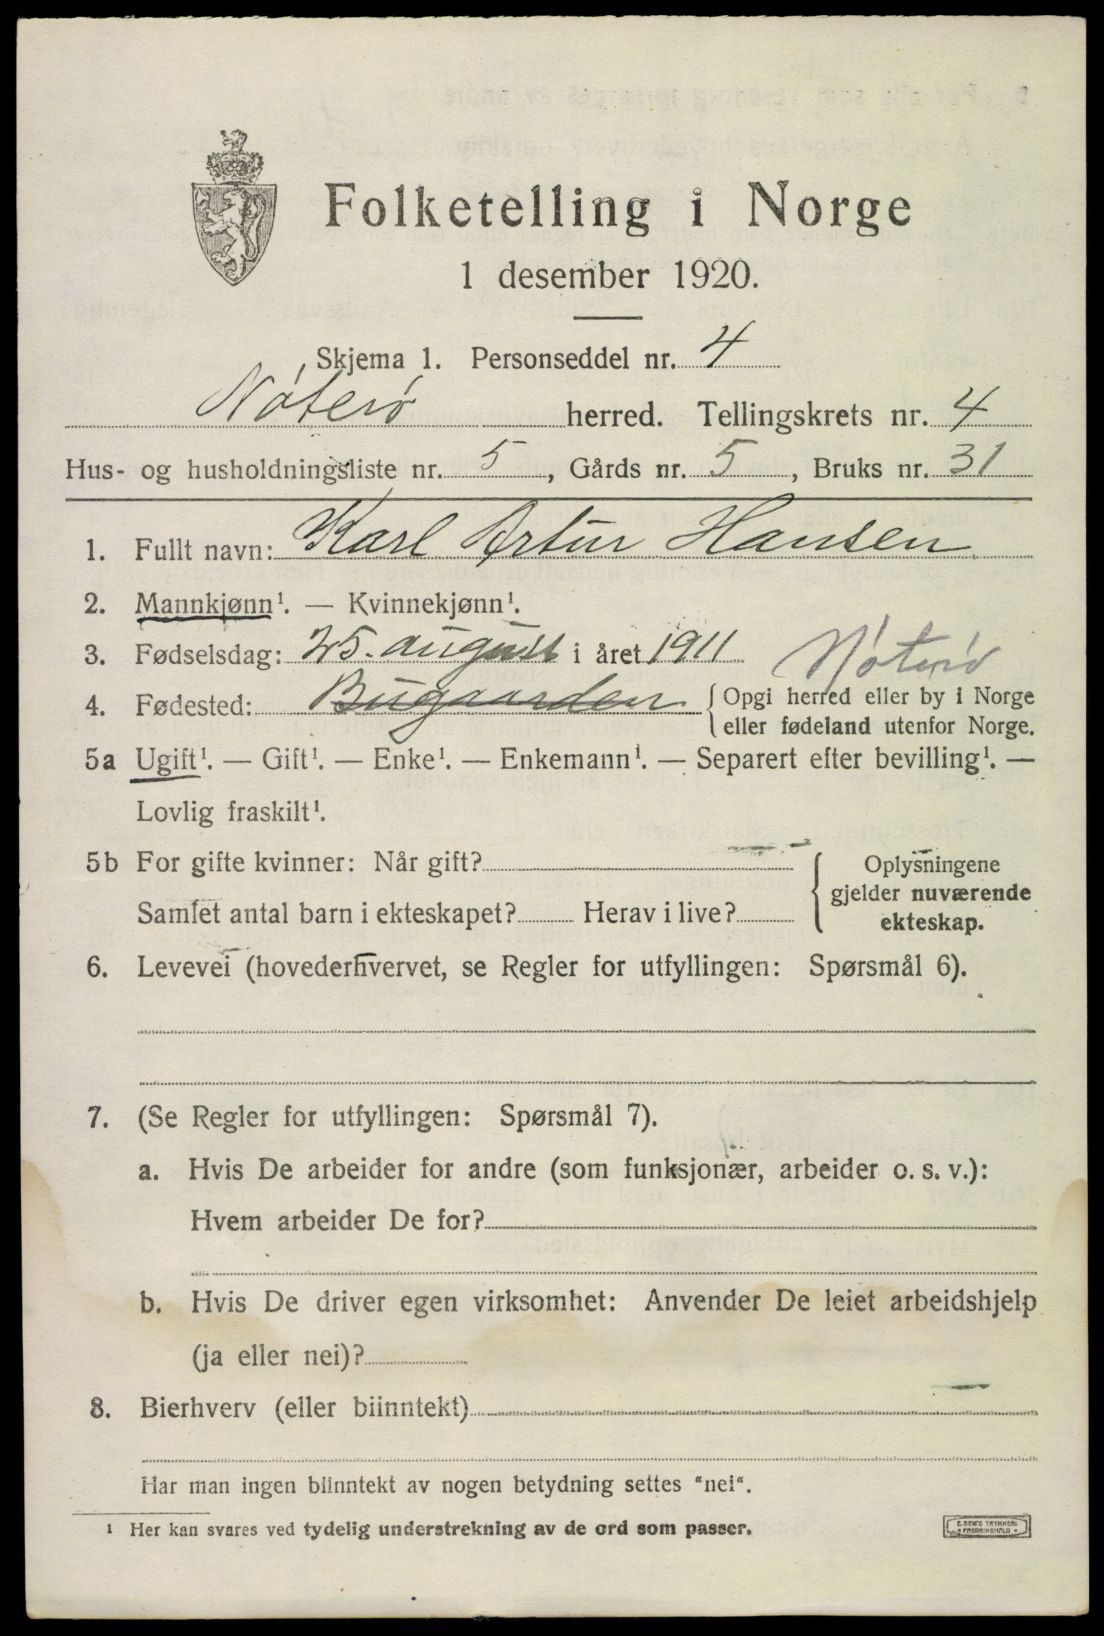 Folketelling i Norge
1 desember 1920.
Skjema 1. Personseddel nr. 4
Nøterø herred. Tellingskrets nr. 4
Hus- og husholdningsliste nr. 5, Gårds nr. 5, Bruks nr. 31
1. Fullt navn: Karl Artur Hansen
2. Mannkjønn¹. — Kvinnekjønn¹.
3. Fødselsdag: 25. august i året 1911 Nøterø
4. Fødested: Bugaarden { Opgi herred eller by i Norge
eller fødeland utenfor Norge.
5a Ugift¹. — Gift¹. — Enke¹. — Enkemann¹. — Separert efter bevilling¹. —
Lovlig fraskilt¹.
5b For gifte kvinner: Når gift? { Oplysningene
gjelder nuværende
Samlet antal barn i ekteskapet? Herav i live? ekteskap.
6. Levevei (hovederhvervet, se Regler for utfyllingen: Spørsmål 6).
7. (Se Regler for utfyllingen: Spørsmål 7).
a. Hvis De arbeider for andre (som funksjonær, arbeider o. s. v.):
Hvem arbeider De for?
b. Hvis De driver egen virksomhet: Anvender De leiet arbeidshjelp
(ja eller nei)?
8. Bierhverv (eller biinntekt)
Har man ingen biinntekt av nogen betydning settes “nei“.
¹ Her kan svares ved tydelig understrekning av de ord som passer.
E. SEM'S TRYKKERI
FREDRIKSHALD